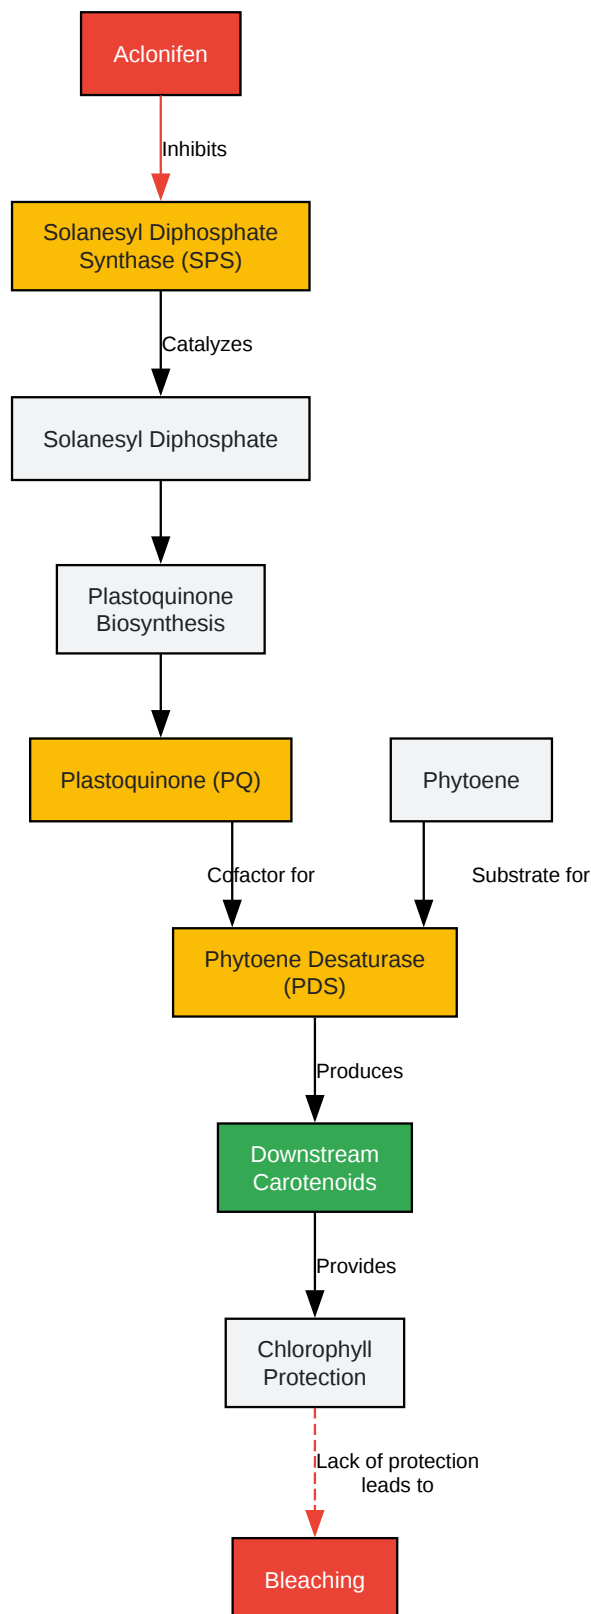 Aclonifen
Inhibits
Solanesyl Diphosphate
Synthase (SPS)
Catalyzes
Solanesyl Diphosphate
Plastoquinone
Biosynthesis
Plastoquinone (PQ)
Phytoene
Cofactor for
Substrate for
Phytoene Desaturase
(PDS)
Produces
Downstream
Carotenoids
Provides
Chlorophyll
Protection
Lack of protection
leads to
Bleaching